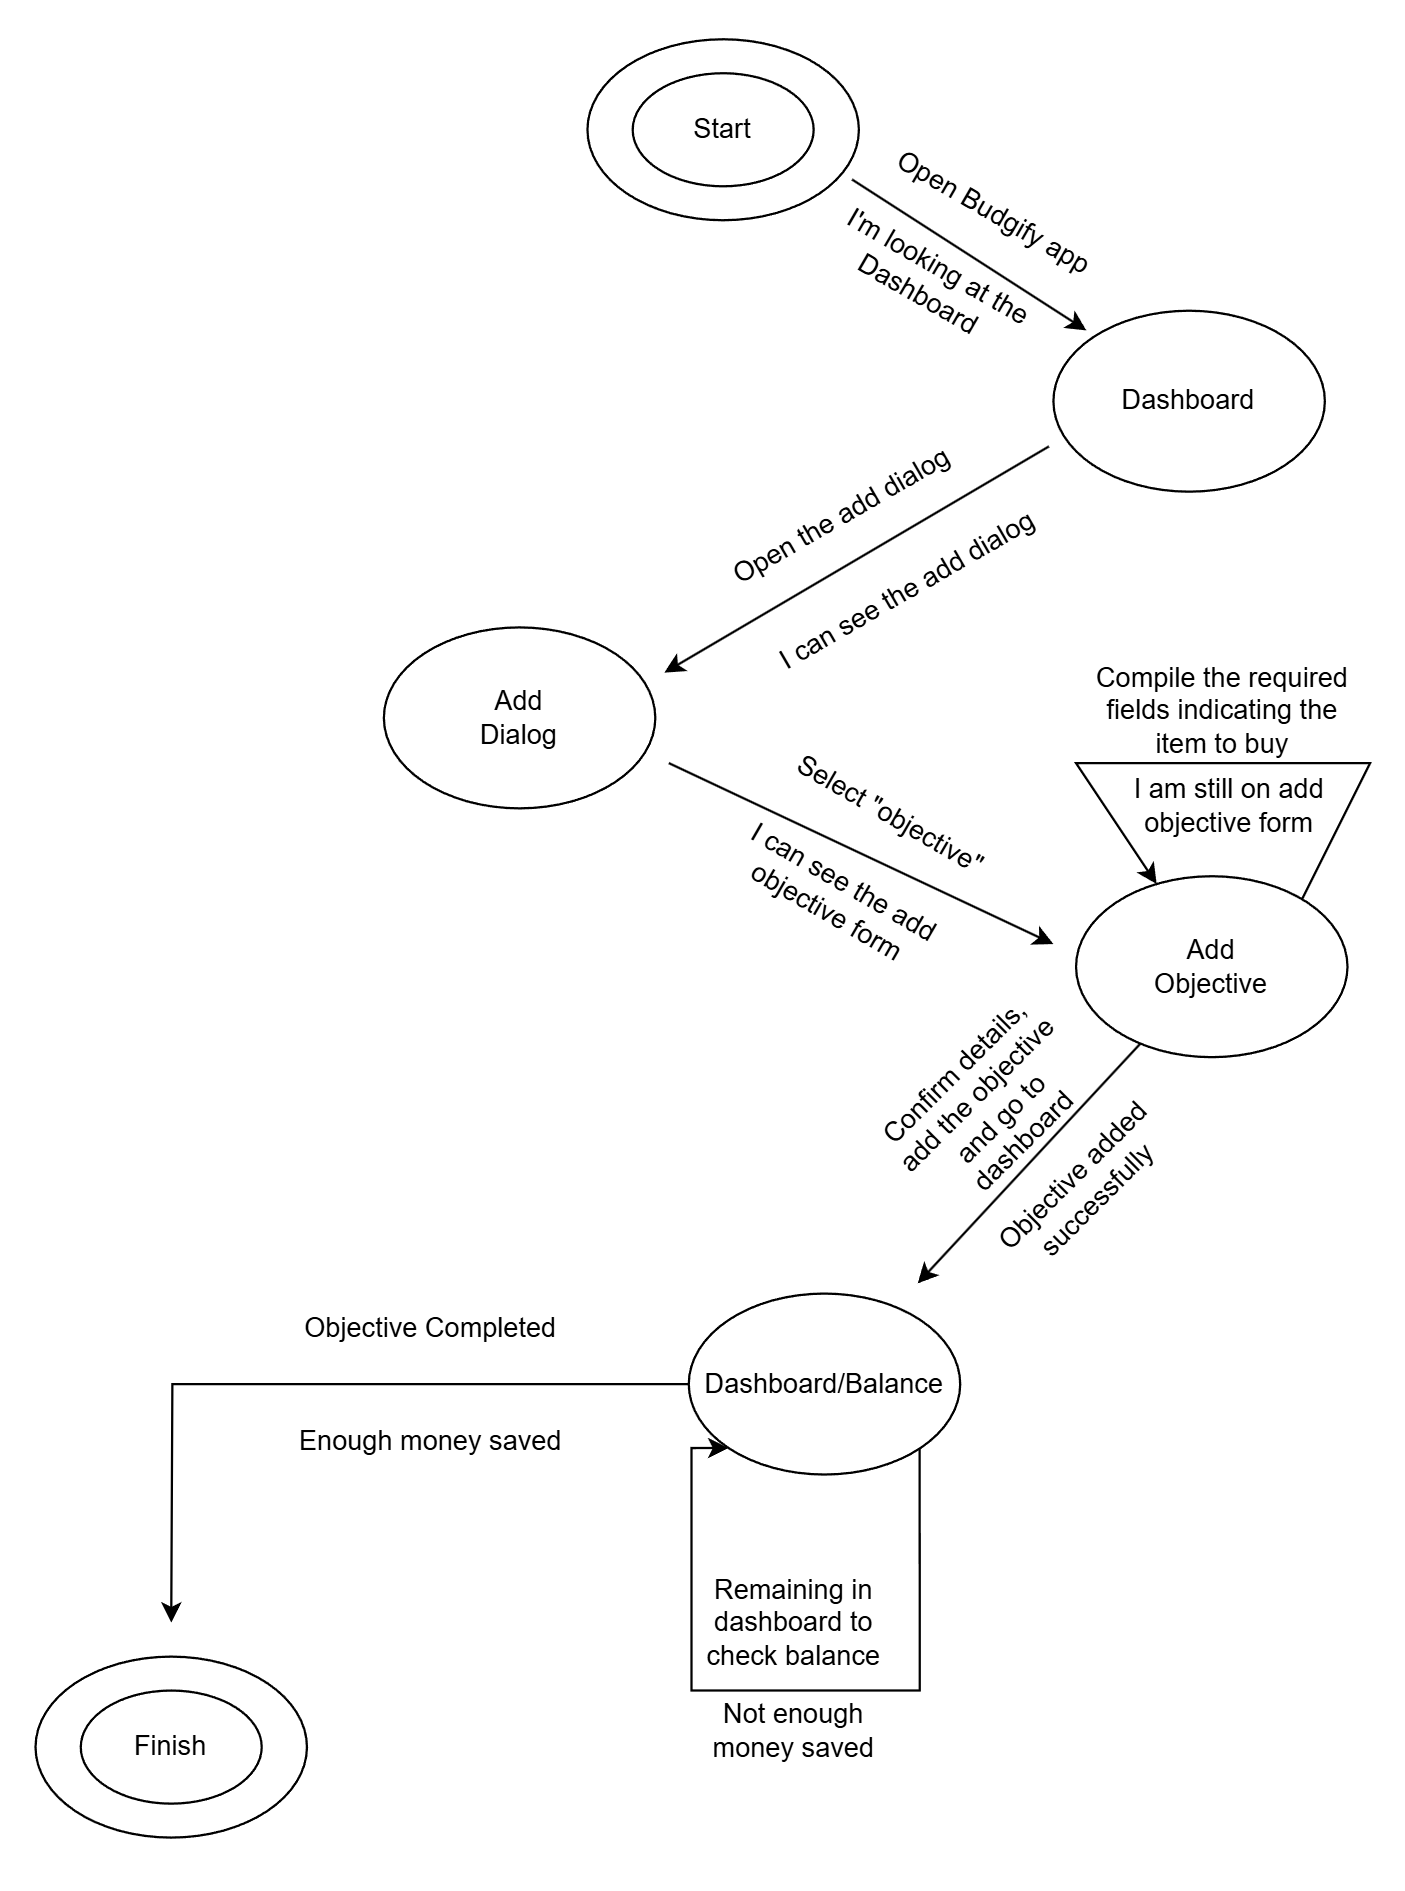 Start
Open Budgify app
I'm looking at the
Dashboard
Dashboard
Open the add dialog
I can see the add dialog
Add
Dialog
Compile the required
fields indicating the
item to buy
I am still on add
objective form
Select "objective"
I can see the add
objective form
Add
Objective
Confirm details,
add the objective
and go to
dashboard
Objective added
successfully
Objective Completed
Dashboard/Balance
Enough money saved
Remaining in
dashboard to
check balance
Not enough
money saved
Finish